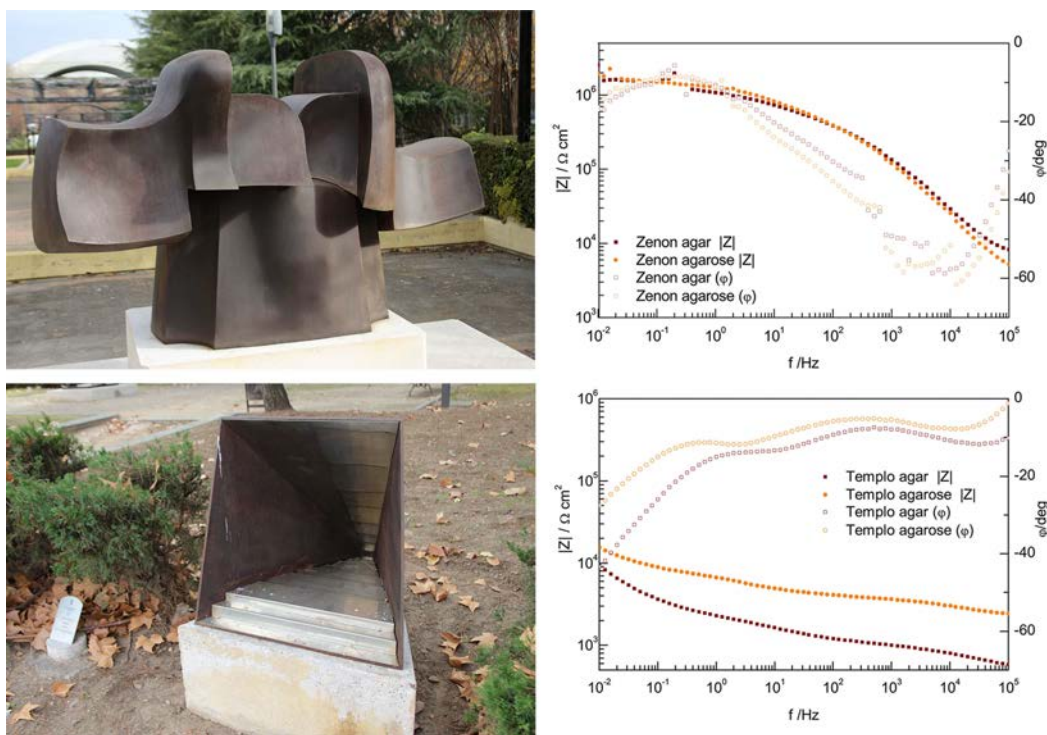 10⁶
10⁵
10⁴
10³
|Z| / Ω cm²
0
-20
-40
-60
φ/deg
Zenon agar |Z|
Zenon agarose |Z|
Zenon agar (φ)
Zenon agarose (φ)
10⁻² 10⁻¹ 10⁰ 10¹ 10² 10³ 10⁴ 10⁵
f /Hz
10⁶
10⁵
10⁴
10³
|Z| / Ω cm²
0
-20
-40
-60
φ/deg
Templo agar |Z|
Templo agarose |Z|
Templo agar (φ)
Templo agarose (φ)
10⁻² 10⁻¹ 10⁰ 10¹ 10² 10³ 10⁴ 10⁵
f /Hz